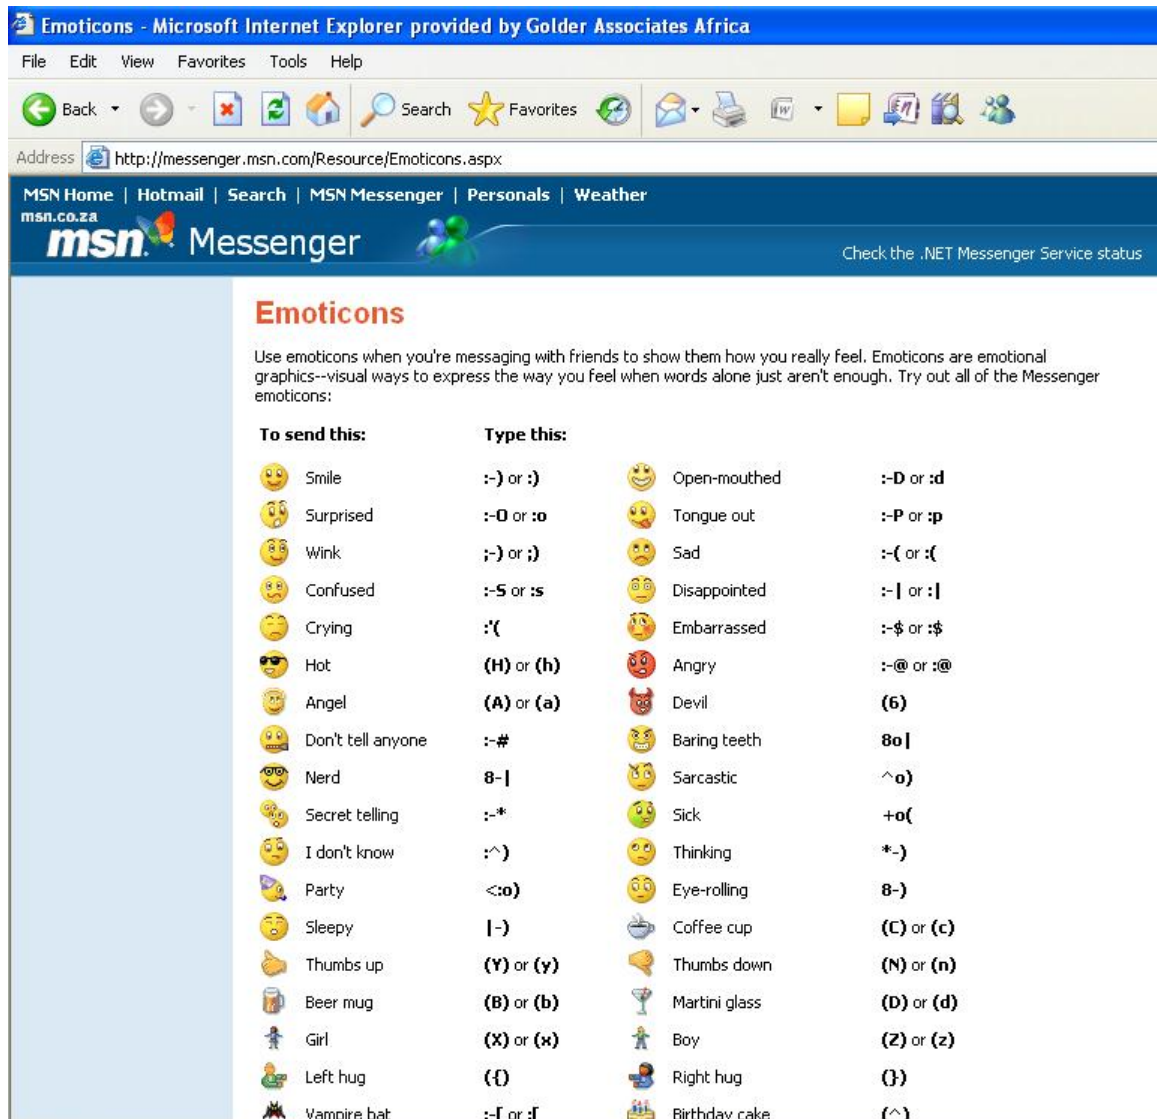 Emoticons - Microsoft Internet Explorer provided by Golder Associates Africa
File Edit View Favorites Tools Help
Back Search Favorites
Address http://messenger.msn.com/Resource/Emoticons.aspx
MSN Home | Hotmail | Search | MSN Messenger | Personals | Weather
msn.co.za
msn Messenger
Check the .NET Messenger Service status
Emoticons
Use emoticons when you're messaging with friends to show them how you really feel. Emoticons are emotional
graphics--visual ways to express the way you feel when words alone just aren't enough. Try out all of the Messenger
emoticons:
To send this: Type this:
Smile :-) or :) Open-mouthed :-D or :d
Surprised :-O or :o Tongue out :-P or :p
Wink ;-) or ;) Sad :-( or :(
Confused :-S or :s Disappointed :-| or :|
Crying :'( Embarrassed :-$ or :$
Hot (H) or (h) Angry :-@ or :@
Angel (A) or (a) Devil (6)
Don't tell anyone :-# Baring teeth 8o|
Nerd 8-| Sarcastic ^o)
Secret telling :-* Sick +o(
I don't know :^) Thinking *-)
Party <:o) Eye-rolling 8-)
Sleepy |-) Coffee cup (C) or (c)
Thumbs up (Y) or (y) Thumbs down (N) or (n)
Beer mug (B) or (b) Martini glass (D) or (d)
Girl (X) or (x) Boy (Z) or (z)
Left hug ({) Right hug (})
Vampire bat :-[ or :[ Birthday cake (^)